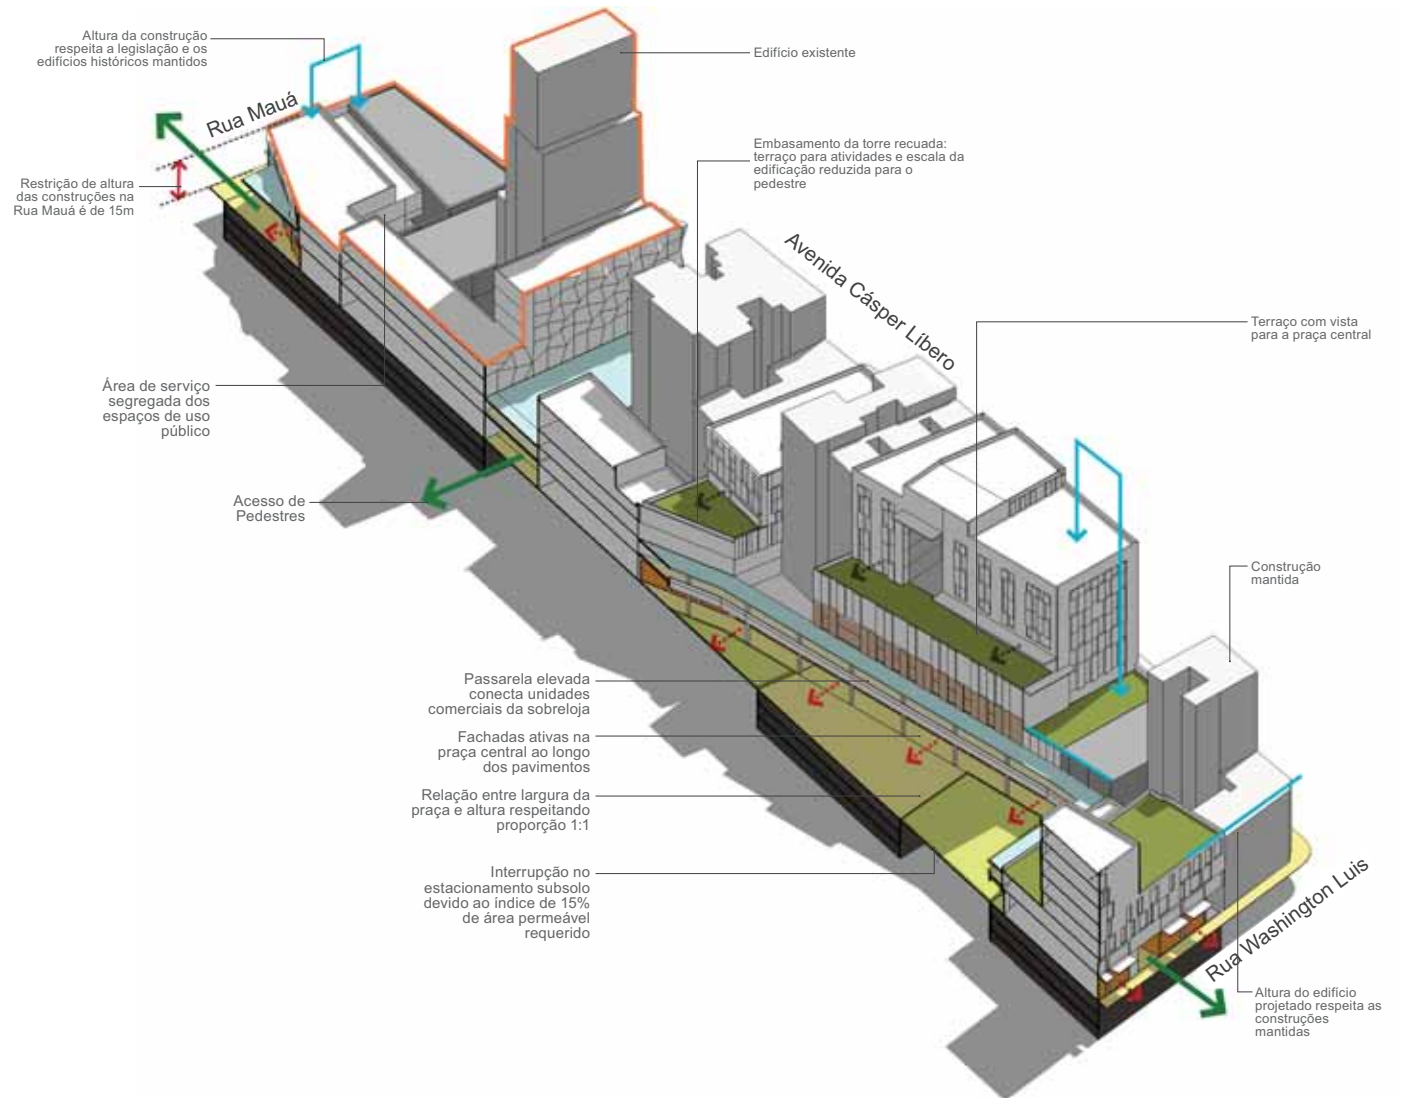 Altura da construção
respeita a legislação e os
edifícios históricos mantidos
Edifício existente
Rua Mauá
Embasamento da torre recuada:
terraço para atividades e escala da
edificação reduzida para o
pedestre
Restrição de altura
das construções na
Rua Mauá é de 15m
Avenida Cásper Líbero
Terraço com vista
para a praça central
Área de serviço
segregada dos
espaços de uso
público
Acesso de
Pedestres
Construção
mantida
Passarela elevada
conecta unidades
comerciais da sobreloja
Fachadas ativas na
praça central ao longo
dos pavimentos
Relação entre largura da
praça e altura respeitando
proporção 1:1
Interrupção no
estacionamento subsolo
devido ao índice de 15%
de área permeável
requerido
Rua Washington Luis
Altura do edifício
projetado respeita as
construções
mantidas